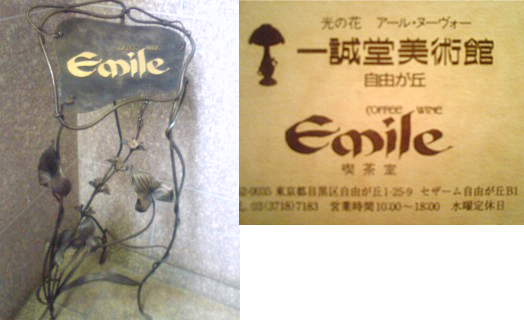 Emile
光の花 アール・ヌーヴォー
一誠堂美術館
自由が丘
COFFEE WINE
Emile
喫茶室
52-0035 東京都目黒区自由が丘1-25-9 セザーム自由が丘B1
L. 03(3718)7183 営業時間10:00~18:00 水曜定休日